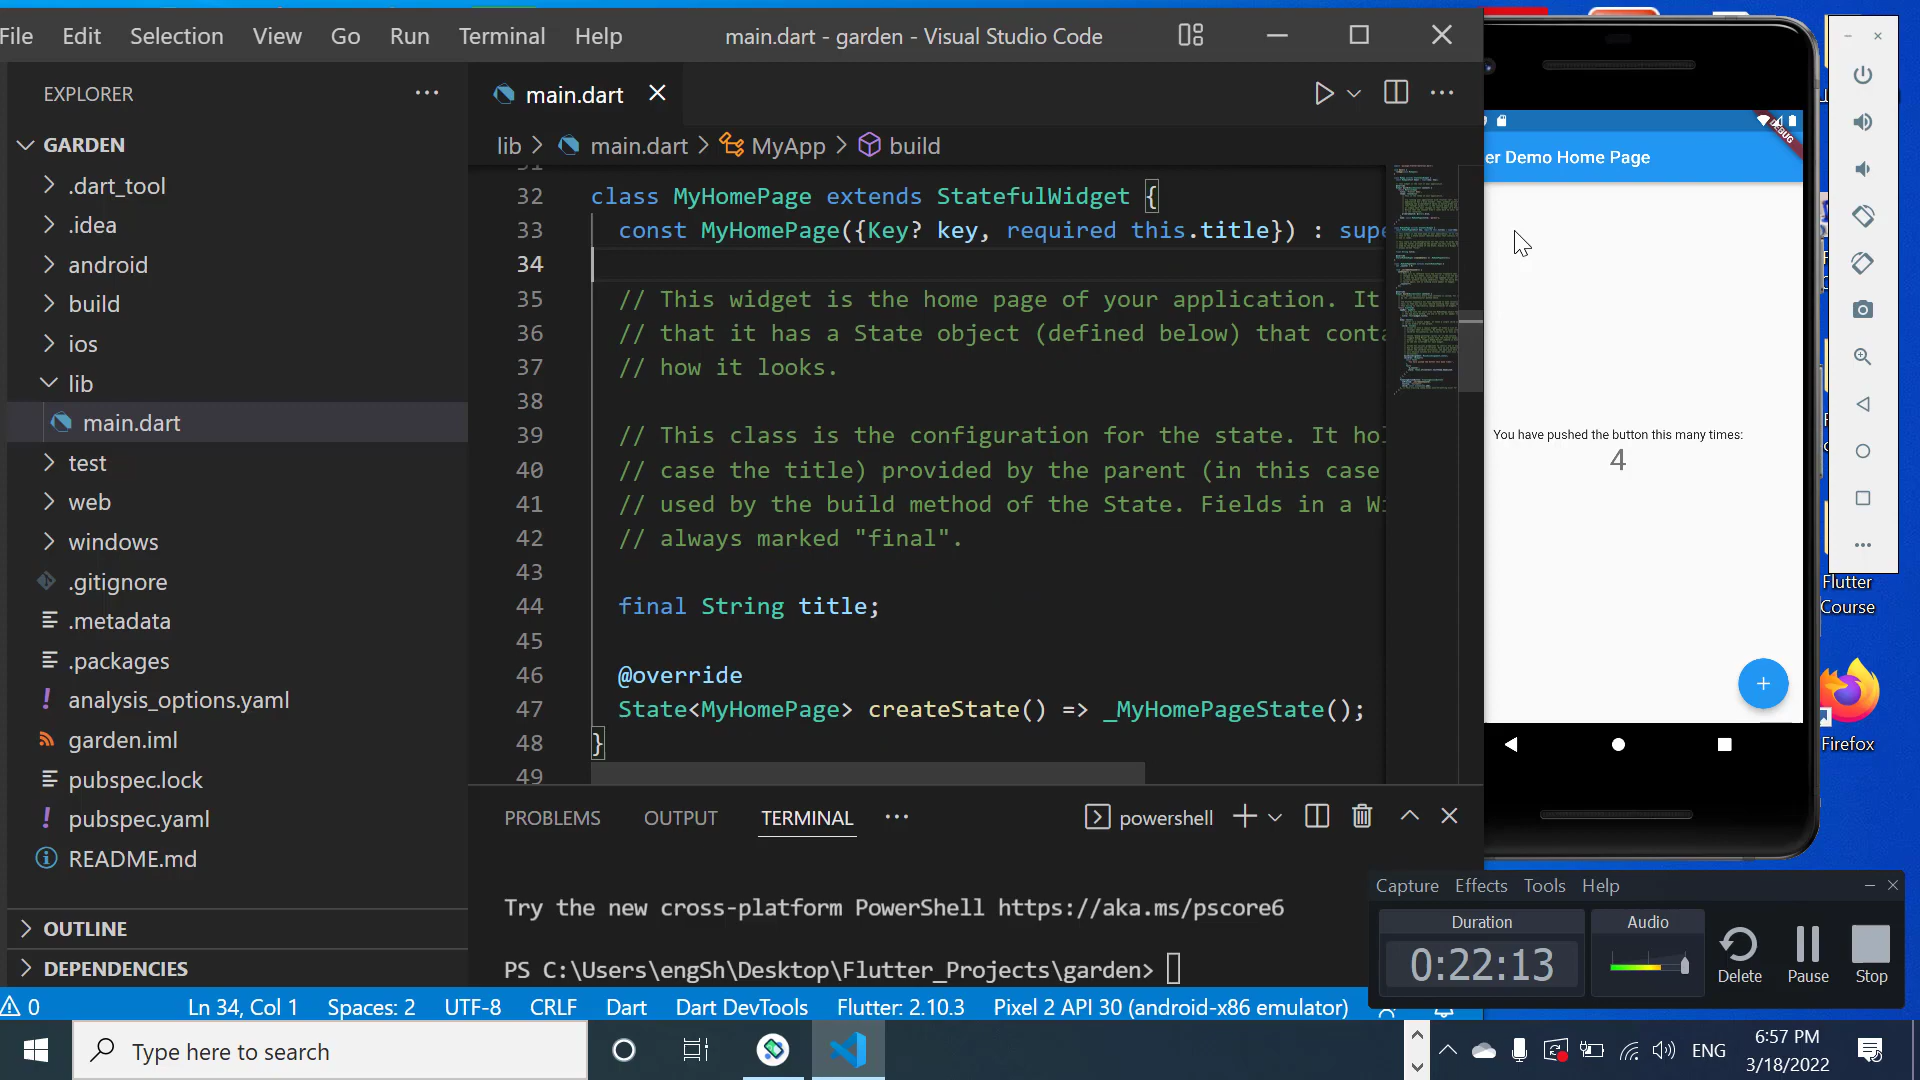 File Edit Selection View Go Run Terminal Help
main.dart - garden - Visual Studio Code
EXPLORER
GARDEN
.dart_tool
.idea
android
build
ios
lib
main.dart
test
web
windows
.gitignore
.metadata
.packages
analysis_options.yaml
garden.iml
pubspec.lock
pubspec.yaml
README.md
OUTLINE
DEPENDENCIES
main.dart
lib > main.dart > MyApp > build
32 class MyHomePage extends StatefulWidget {
33 const MyHomePage({Key? key, required this.title}) : supe
34
35 // This widget is the home page of your application. It
36 // that it has a State object (defined below) that conta
37 // how it looks.
38
39 // This class is the configuration for the state. It hol
40 // case the title) provided by the parent (in this case
41 // used by the build method of the State. Fields in a Wi
42 // always marked "final".
43
44 final String title;
45
46 @override
47 State<MyHomePage> createState() => _MyHomePageState();
48 }
49
PROBLEMS OUTPUT TERMINAL
powershell
Try the new cross-platform PowerShell https://aka.ms/pscore6
PS C:\Users\engSh\Desktop\Flutter_Projects\garden>
0 Ln 34, Col 1 Spaces: 2 UTF-8 CRLF Dart Dart DevTools Flutter: 2.10.3 Pixel 2 API 30 (android-x86 emulator)
DEBUG
er Demo Home Page
You have pushed the button this many times:
4
Flutter
Course
Firefox
Capture Effects Tools Help
Duration
0:22:13
Audio
Delete Pause Stop
Type here to search
ENG
6:57 PM
3/18/2022